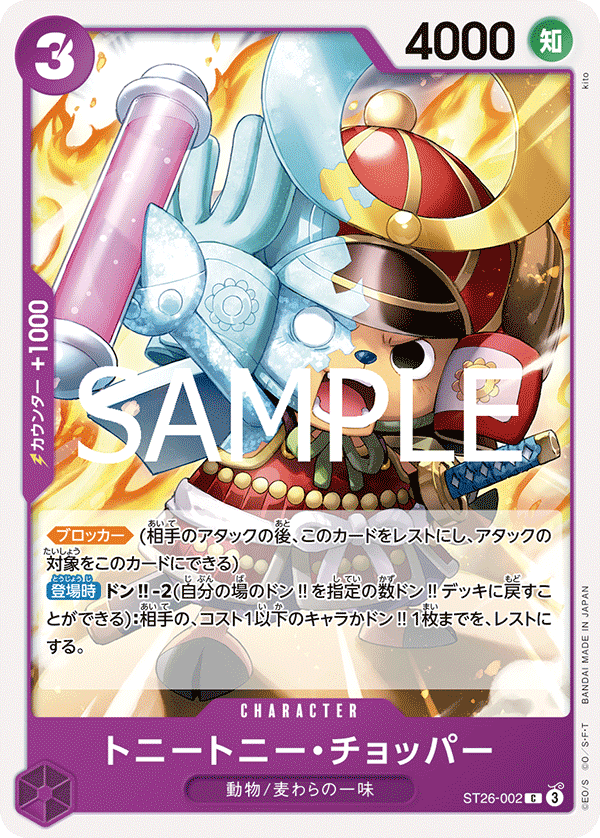 3
4000
知
kito
カウンター +1000
SAMPLE
ブロッカー (相手のアタックの後、このカードをレストにし、アタックの
対象をこのカードにできる)
登場時 ドン!!-2(自分の場のドン!!を指定の数ドン!!デッキに戻すこ
とができる):相手の、コスト1以下のキャラかドン!!1枚までを、レストに
する。
CHARACTER
トニートニー・チョッパー
動物/麦わらの一味
ST26-002 C 3
©E.O/S ©O/S・F・T BANDAI MADE IN JAPAN